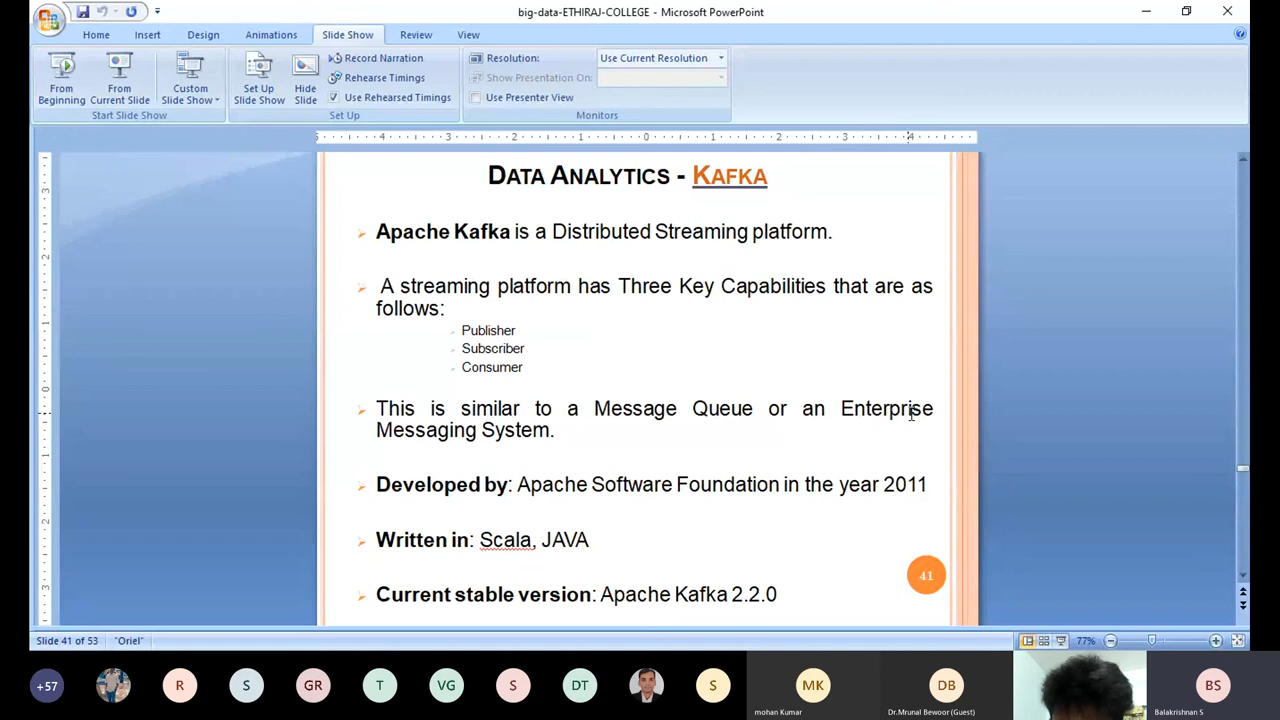 big-data-ETHIRAJ-COLLEGE - Microsoft PowerPoint
Home Insert Design Animations Slide Show Review View
From Beginning
From Current Slide
Custom Slide Show
Start Slide Show
Set Up Slide Show
Hide Slide
Record Narration
Rehearse Timings
Use Rehearsed Timings
Set Up
Resolution: Use Current Resolution
Show Presentation On:
Use Presenter View
Monitors
DATA ANALYTICS - KAFKA
Apache Kafka is a Distributed Streaming platform.
A streaming platform has Three Key Capabilities that are as
follows:
Publisher
Subscriber
Consumer
This is similar to a Message Queue or an Enterprise
Messaging System.
Developed by: Apache Software Foundation in the year 2011
Written in: Scala, JAVA
41
Current stable version: Apache Kafka 2.2.0
Slide 41 of 53 "Oriel" 77%
+57 R S GR T VG S DT S MK DB BS
mohan Kumar Dr.Mrunal Bewoor (Guest) Balakrishnan S